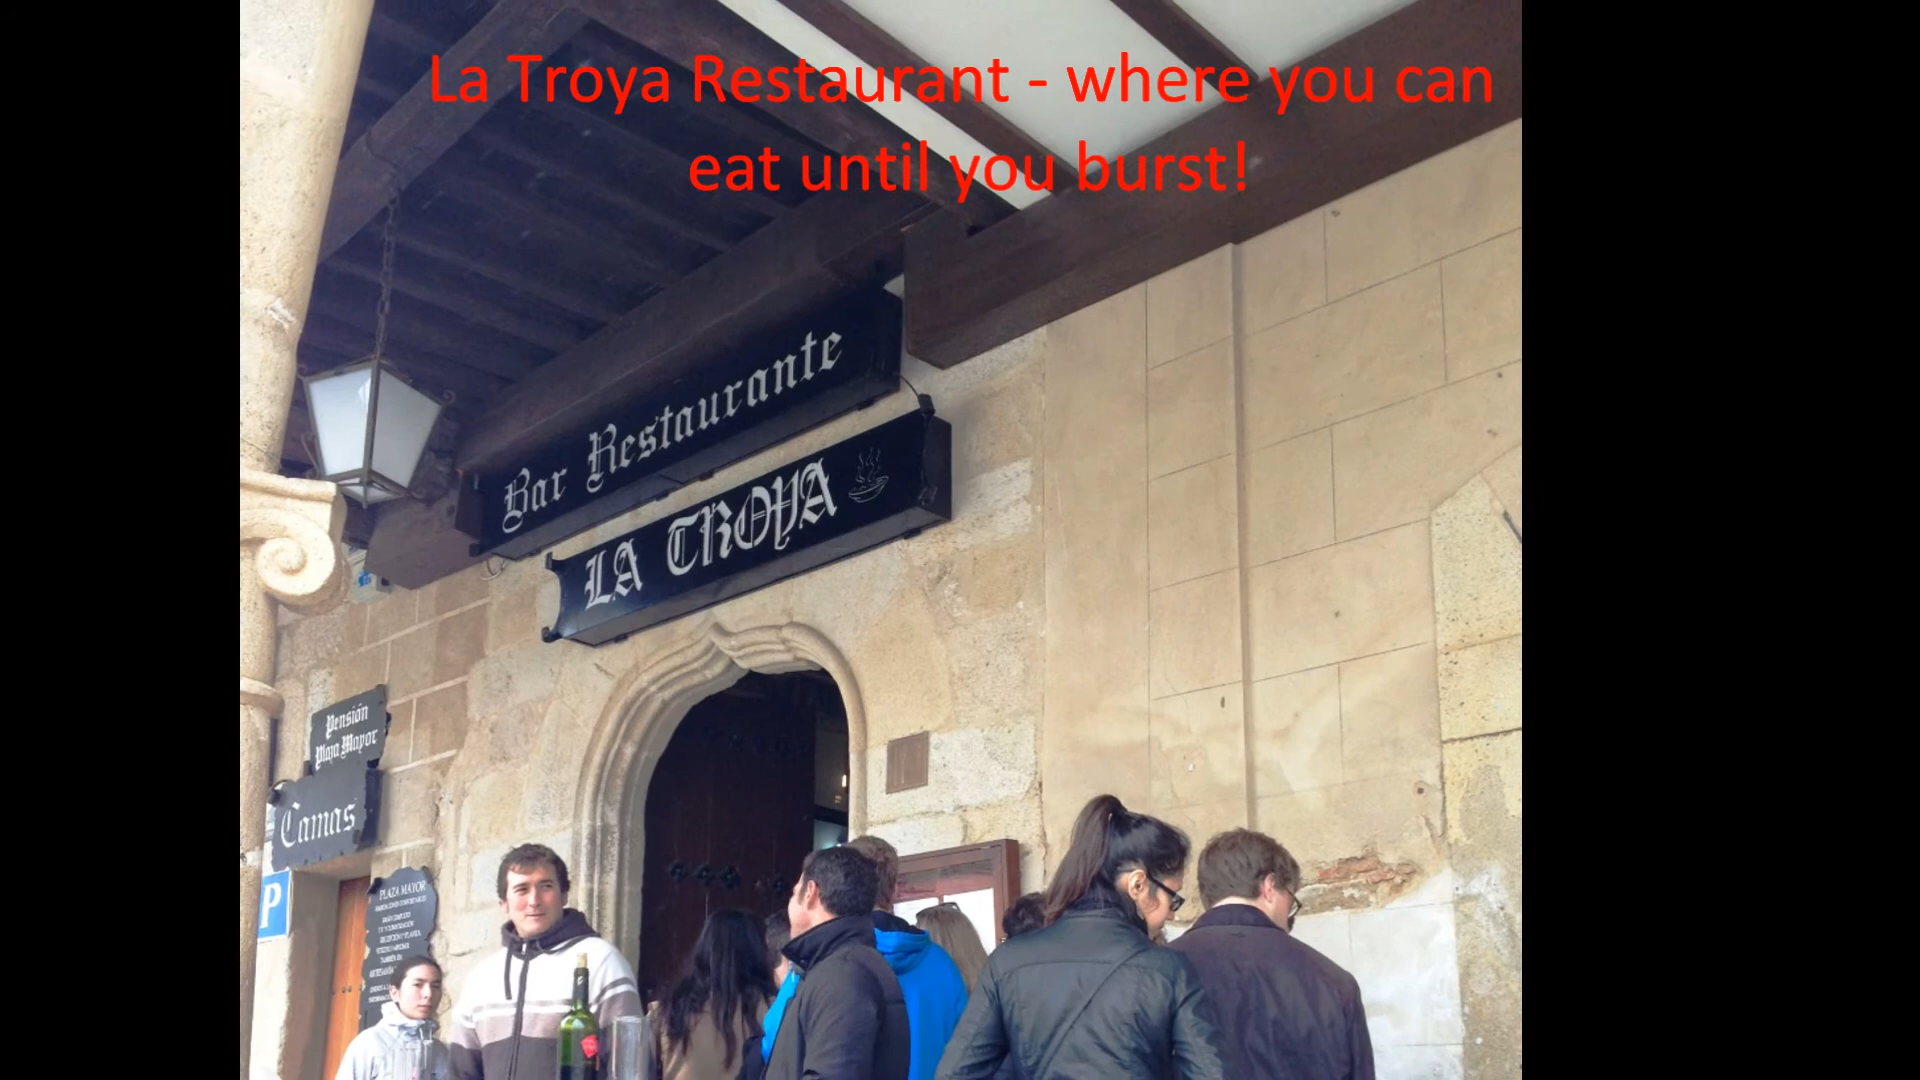 La Troya Restaurant - where you can
eat until you burst!
Bar Restaurante
LA TROYA
Pensión
Plaza Mayor
Camas
P
PLAZA MAYOR